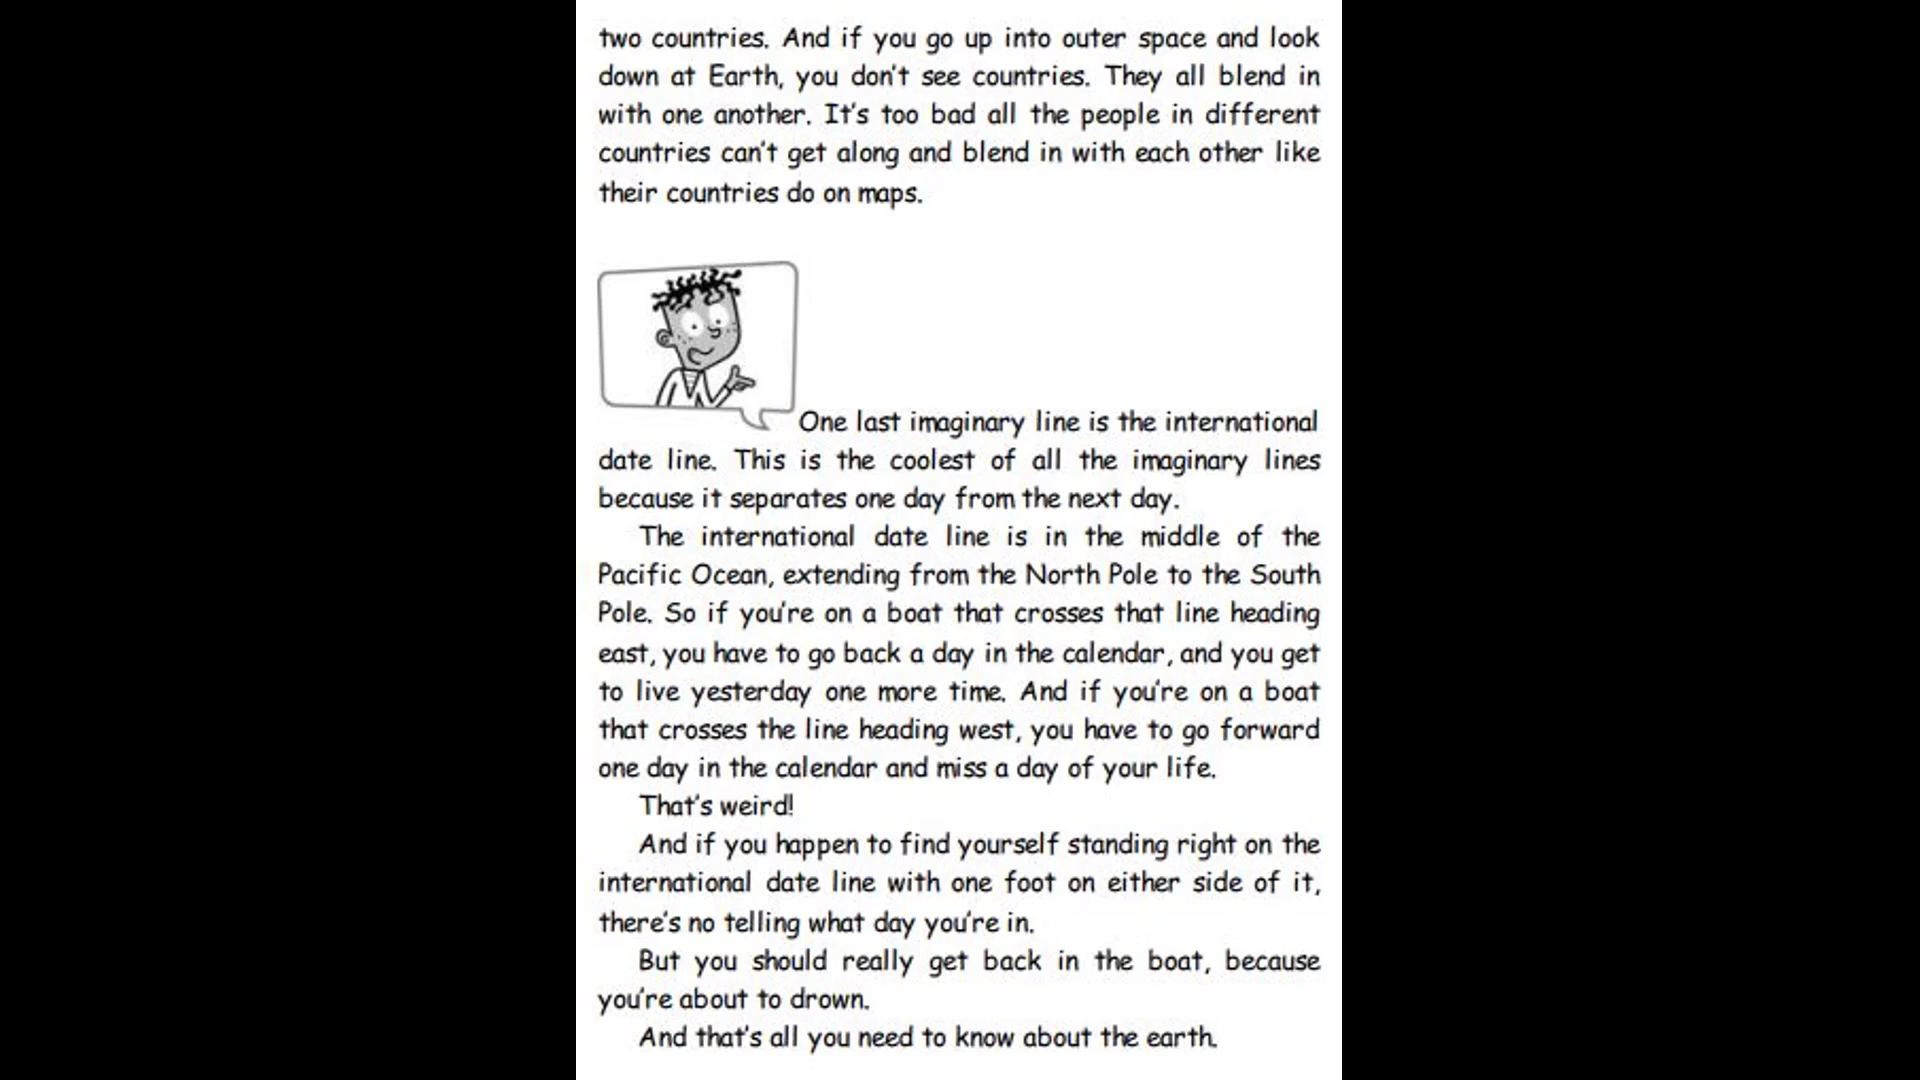 two countries. And if you go up into outer space and look
down at Earth, you don't see countries. They all blend in
with one another. It's too bad all the people in different
countries can't get along and blend in with each other like
their countries do on maps.
One last imaginary line is the international
date line. This is the coolest of all the imaginary lines
because it separates one day from the next day.
The international date line is in the middle of the
Pacific Ocean, extending from the North Pole to the South
Pole. So if you're on a boat that crosses that line heading
east, you have to go back a day in the calendar, and you get
to live yesterday one more time. And if you're on a boat
that crosses the line heading west, you have to go forward
one day in the calendar and miss a day of your life.
That's weird!
And if you happen to find yourself standing right on the
international date line with one foot on either side of it,
there's no telling what day you're in.
But you should really get back in the boat, because
you're about to drown.
And that's all you need to know about the earth.